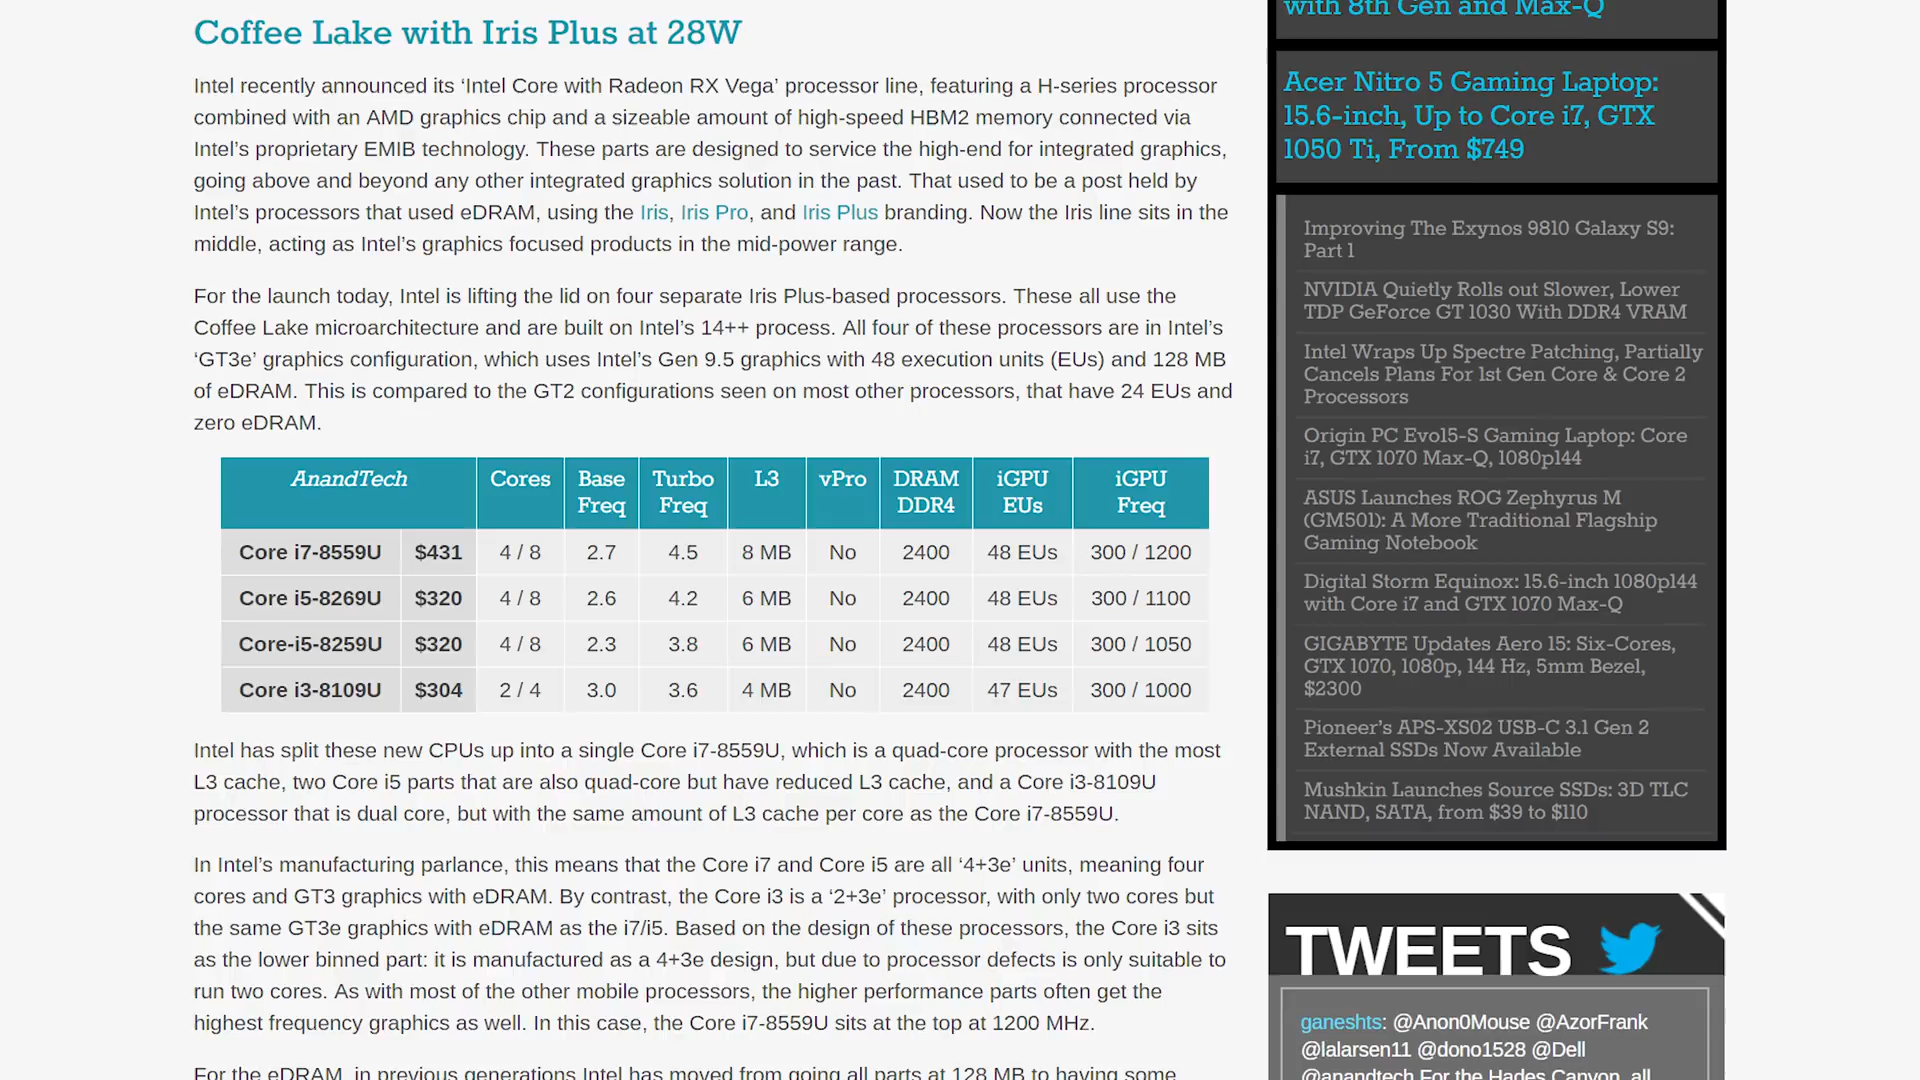 Coffee Lake with Iris Plus at 28W
Intel recently announced its ‘Intel Core with Radeon RX Vega’ processor line, featuring a H-series processor
combined with an AMD graphics chip and a sizeable amount of high-speed HBM2 memory connected via
Intel’s proprietary EMIB technology. These parts are designed to service the high-end for integrated graphics,
going above and beyond any other integrated graphics solution in the past. That used to be a post held by
Intel’s processors that used eDRAM, using the Iris, Iris Pro, and Iris Plus branding. Now the Iris line sits in the
middle, acting as Intel’s graphics focused products in the mid-power range.
For the launch today, Intel is lifting the lid on four separate Iris Plus-based processors. These all use the
Coffee Lake microarchitecture and are built on Intel’s 14++ process. All four of these processors are in Intel’s
‘GT3e’ graphics configuration, which uses Intel’s Gen 9.5 graphics with 48 execution units (EUs) and 128 MB
of eDRAM. This is compared to the GT2 configurations seen on most other processors, that have 24 EUs and
zero eDRAM.
AnandTech Cores Base Freq Turbo Freq L3 vPro DRAM DDR4 iGPU EUs iGPU Freq
Core i7-8559U $431 4 / 8 2.7 4.5 8 MB No 2400 48 EUs 300 / 1200
Core i5-8269U $320 4 / 8 2.6 4.2 6 MB No 2400 48 EUs 300 / 1100
Core-i5-8259U $320 4 / 8 2.3 3.8 6 MB No 2400 48 EUs 300 / 1050
Core i3-8109U $304 2 / 4 3.0 3.6 4 MB No 2400 47 EUs 300 / 1000
Intel has split these new CPUs up into a single Core i7-8559U, which is a quad-core processor with the most
L3 cache, two Core i5 parts that are also quad-core but have reduced L3 cache, and a Core i3-8109U
processor that is dual core, but with the same amount of L3 cache per core as the Core i7-8559U.
In Intel’s manufacturing parlance, this means that the Core i7 and Core i5 are all ‘4+3e’ units, meaning four
cores and GT3 graphics with eDRAM. By contrast, the Core i3 is a ‘2+3e’ processor, with only two cores but
the same GT3e graphics with eDRAM as the i7/i5. Based on the design of these processors, the Core i3 sits
as the lower binned part: it is manufactured as a 4+3e design, but due to processor defects is only suitable to
run two cores. As with most of the other mobile processors, the higher performance parts often get the
highest frequency graphics as well. In this case, the Core i7-8559U sits at the top at 1200 MHz.
For the eDRAM, in previous generations Intel has moved from going all parts at 128 MB to having some
with 8th Gen and Max-Q
Acer Nitro 5 Gaming Laptop:
15.6-inch, Up to Core i7, GTX
1050 Ti, From $749
Improving The Exynos 9810 Galaxy S9:
Part 1
NVIDIA Quietly Rolls out Slower, Lower
TDP GeForce GT 1030 With DDR4 VRAM
Intel Wraps Up Spectre Patching, Partially
Cancels Plans For 1st Gen Core & Core 2
Processors
Origin PC Evo15-S Gaming Laptop: Core
i7, GTX 1070 Max-Q, 1080p144
ASUS Launches ROG Zephyrus M
(GM501): A More Traditional Flagship
Gaming Notebook
Digital Storm Equinox: 15.6-inch 1080p144
with Core i7 and GTX 1070 Max-Q
GIGABYTE Updates Aero 15: Six-Cores,
GTX 1070, 1080p, 144 Hz, 5mm Bezel,
$2300
Pioneer’s APS-XS02 USB-C 3.1 Gen 2
External SSDs Now Available
Mushkin Launches Source SSDs: 3D TLC
NAND, SATA, from $39 to $110
TWEETS
ganeshts: @Anon0Mouse @AzorFrank
@lalarsen11 @dono1528 @Dell
@anandtech For the Hades Canyon, all